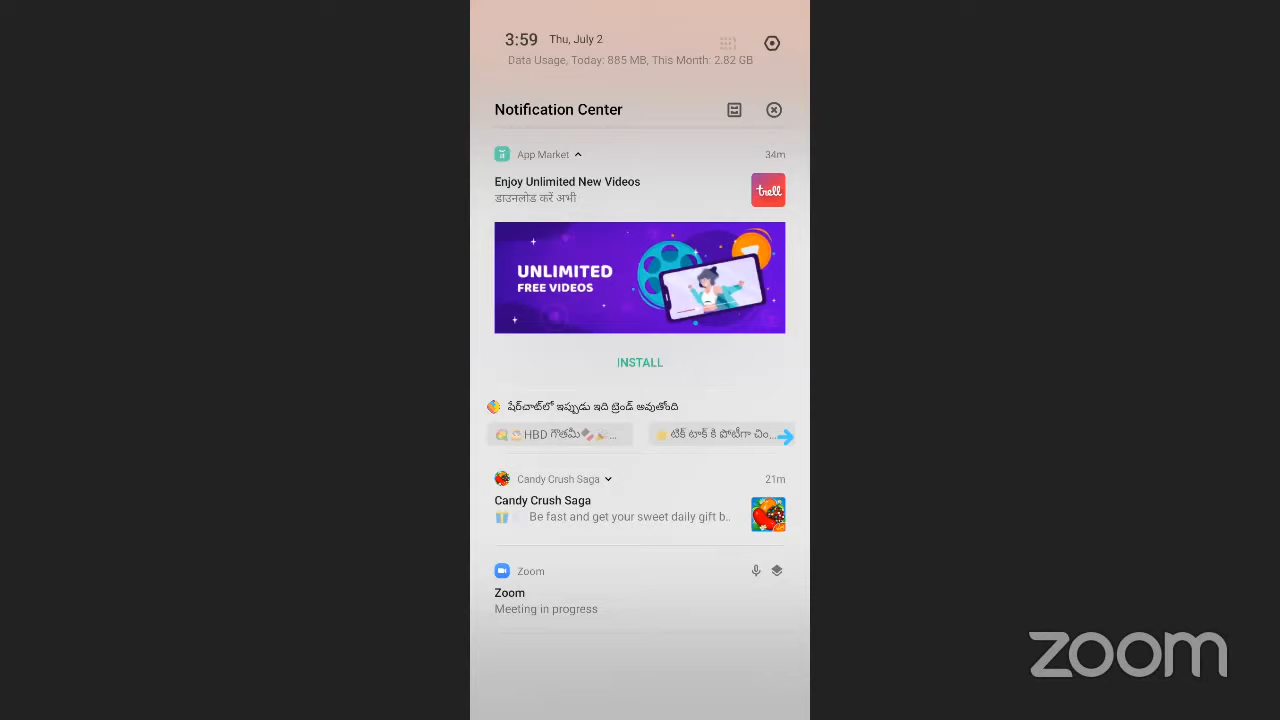 3:59 Thu, July 2
Data Usage, Today: 885 MB, This Month: 2.82 GB
Notification Center
App Market 34m
Enjoy Unlimited New Videos
डाउनलोड करें अभी
trell
UNLIMITED
FREE VIDEOS
INSTALL
షేర్‌చాట్‌లో ఇప్పుడు ఇది ట్రెండ్ అవుతోంది
HBD గౌతమీ...
టిక్ టాక్ కి పోటీగా చిం...
Candy Crush Saga 21m
Candy Crush Saga
Be fast and get your sweet daily gift b..
Zoom
Zoom
Meeting in progress
zoom